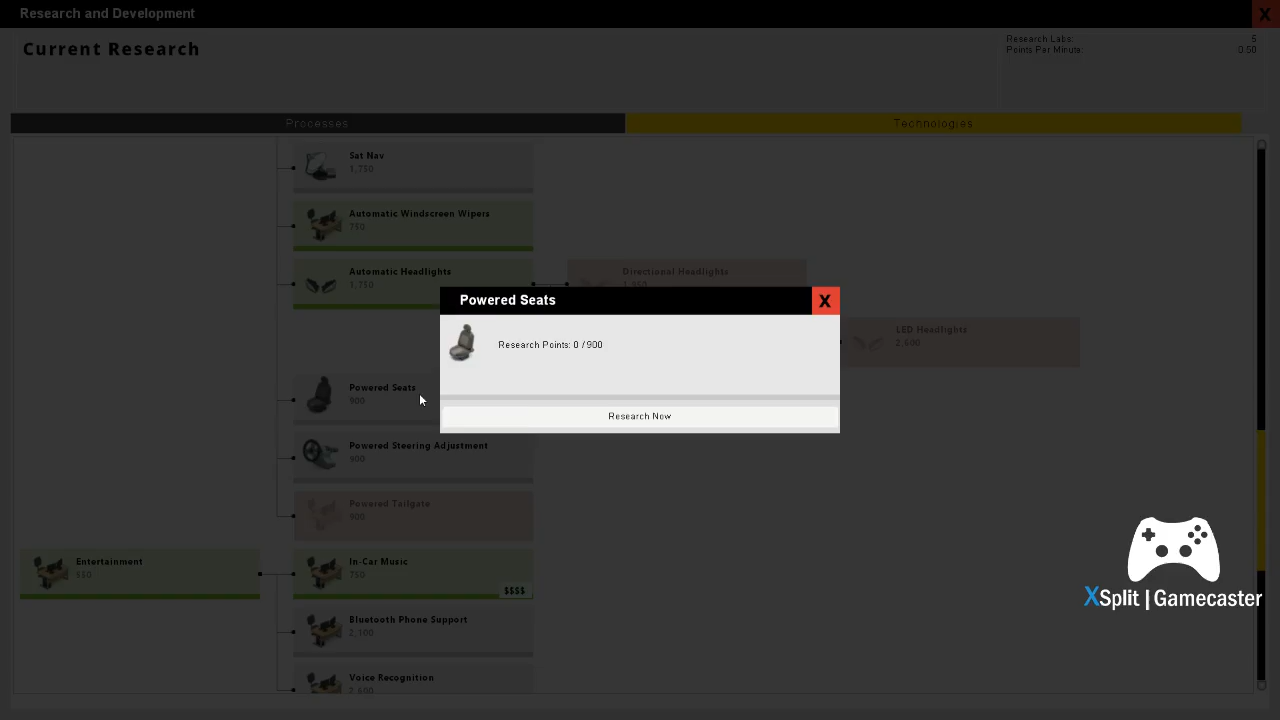 Research and Development
X
Current Research
Research Labs: 5
Points Per Minute: 0.50
Processes
Technologies
Sat Nav
1,750
Automatic Windscreen Wipers
750
Automatic Headlights
1,750
Directional Headlights
Powered Seats
X
LED Headlights
2,600
Research Points: 0 / 900
Powered Seats
900
Research Now
Powered Steering Adjustment
900
Powered Tailgate
900
Entertainment
In-Car Music
750
$$$$
Bluetooth Phone Support
2,100
Voice Recognition
2,600
XSplit | Gamecaster